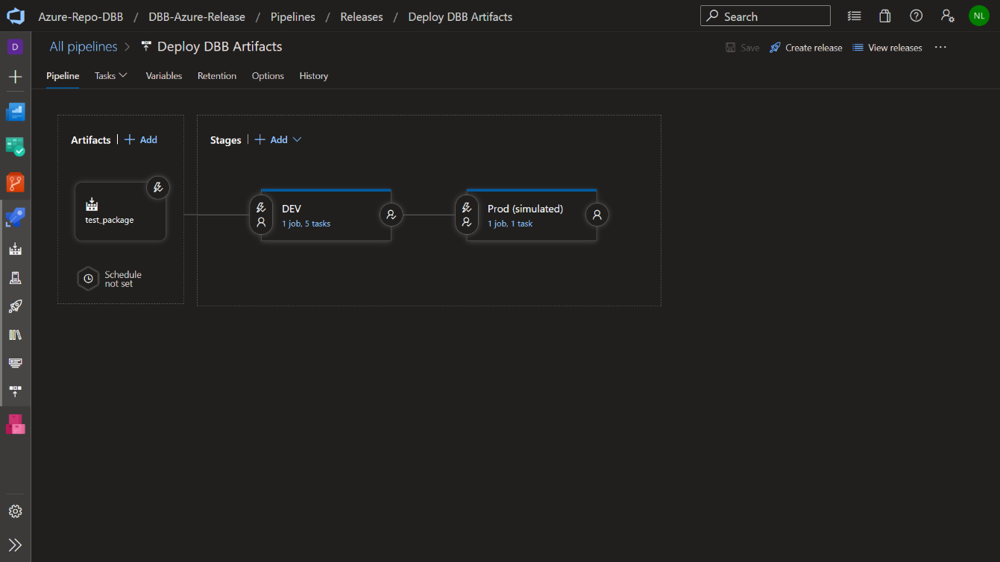 Azure-Repo-DBB / DBB-Azure-Release / Pipelines / Releases / Deploy DBB Artifacts
Search
NL
D
All pipelines > Deploy DBB Artifacts
Save
Create release
View releases
Pipeline
Tasks
Variables
Retention
Options
History
Artifacts
Add
Stages
Add
test_package
DEV
1 job, 5 tasks
Prod (simulated)
1 job, 1 task
Schedule
not set